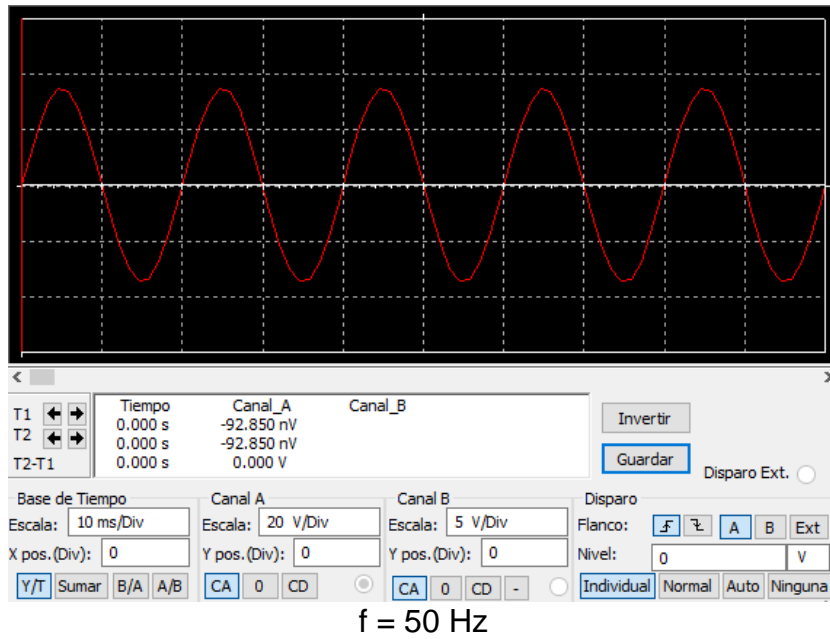 T1 Tiempo Canal_A Canal_B
0.000 s -92.850 nV
T2 0.000 s -92.850 nV
T2-T1 0.000 s 0.000 V
Invertir
Guardar
Disparo Ext.
Base de Tiempo Canal A Canal B Disparo
Escala: 10 ms/Div Escala: 20 V/Div Escala: 5 V/Div Flanco: A B Ext
X pos.(Div): 0 Y pos.(Div): 0 Y pos.(Div): 0 Nivel: 0 V
Y/T Sumar B/A A/B CA 0 CD CA 0 CD - Individual Normal Auto Ninguna
f = 50 Hz